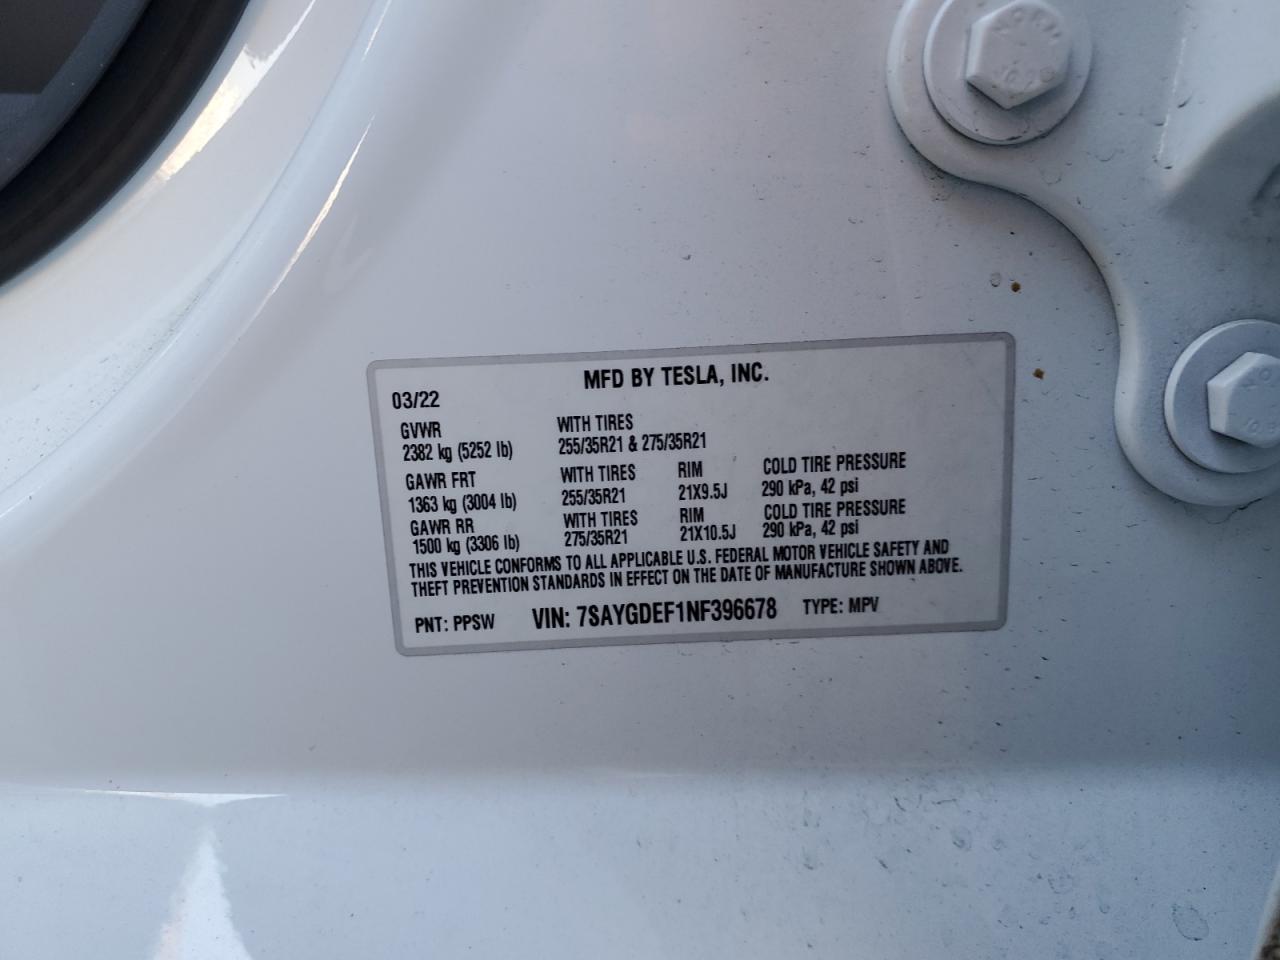 MFD BY TESLA, INC.
03/22
GVWR WITH TIRES
2382 kg (5252 lb) 255/35R21 & 275/35R21
GAWR FRT WITH TIRES RIM COLD TIRE PRESSURE
1363 kg (3004 lb) 255/35R21 21X9.5J 290 kPa, 42 psi
GAWR RR WITH TIRES RIM COLD TIRE PRESSURE
1500 kg (3306 lb) 275/35R21 21X10.5J 290 kPa, 42 psi
THIS VEHICLE CONFORMS TO ALL APPLICABLE U.S. FEDERAL MOTOR VEHICLE SAFETY AND
THEFT PREVENTION STANDARDS IN EFFECT ON THE DATE OF MANUFACTURE SHOWN ABOVE.
PNT: PPSW VIN: 7SAYGDEF1NF396678 TYPE: MPV